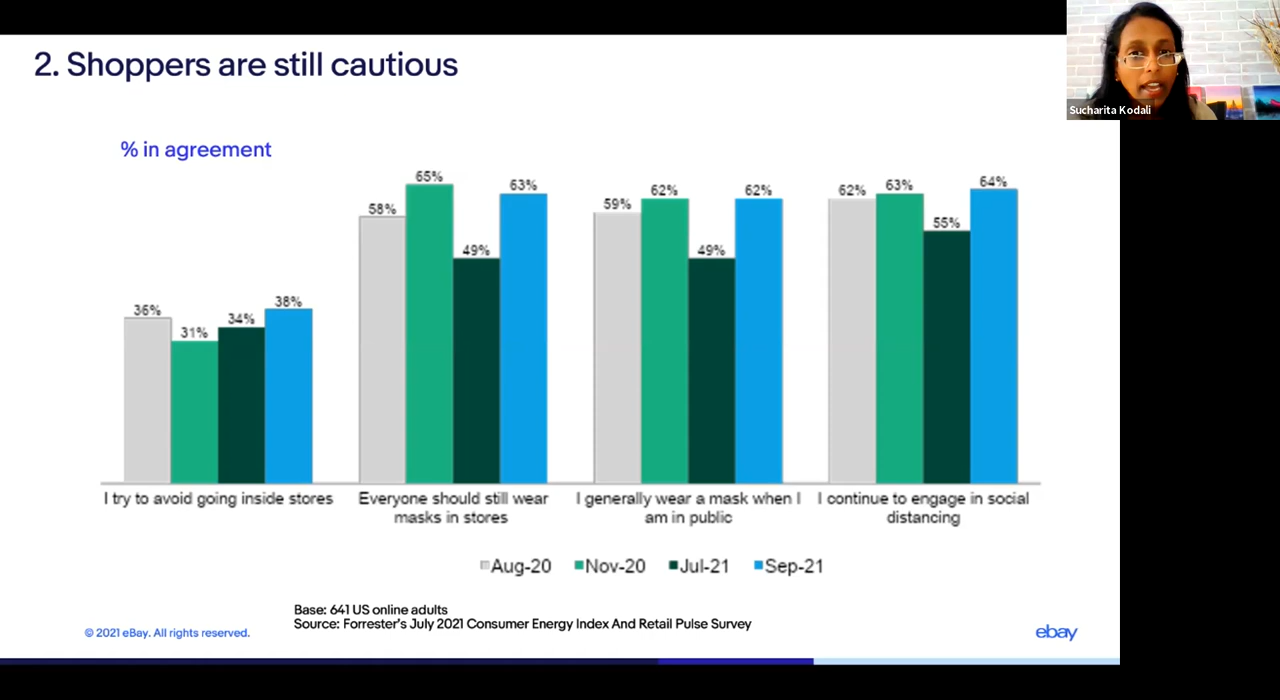 2. Shoppers are still cautious
Sucharita Kodali
% in agreement
36%
31%
34%
38%
58%
65%
49%
63%
59%
62%
49%
62%
62%
63%
55%
64%
I try to avoid going inside stores
Everyone should still wear
masks in stores
I generally wear a mask when I
am in public
I continue to engage in social
distancing
Aug-20
Nov-20
Jul-21
Sep-21
Base: 641 US online adults
Source: Forrester's July 2021 Consumer Energy Index And Retail Pulse Survey
© 2021 eBay. All rights reserved.
ebay